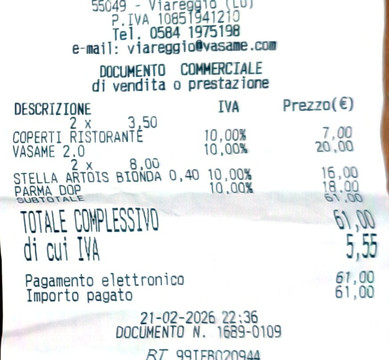 55049 - Viareggio (LU)
P.IVA 10851941210
Tel. 0584 1975198
e-mail: viareggio@vasame.com
DOCUMENTO COMMERCIALE
di vendita o prestazione
DESCRIZIONE IVA Prezzo(€)
2 x 3,50
COPERTI RISTORANTE 10,00% 7,00
VASAME 2.0 10,00% 20,00
2 x 8,00
STELLA ARTOIS BIONDA 0,40 10,00% 16,00
PARMA DOP 10,00% 18,00
SUBTOTALE 61,00
TOTALE COMPLESSIVO 61,00
di cui IVA 5,55
Pagamento elettronico 61,00
Importo pagato 61,00
21-02-2026 22:36
DOCUMENTO N. 1689-0109
RT 99IEB020944